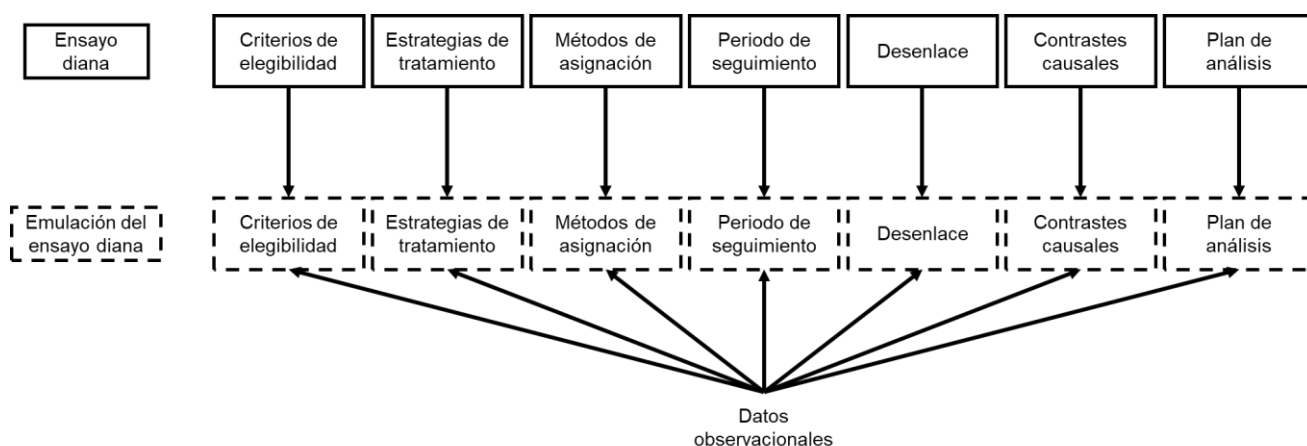 Ensayo
diana
Criterios de
elegibilidad
Estrategias de
tratamiento
Métodos de
asignación
Periodo de
seguimiento
Desenlace
Contrastes
causales
Plan de
análisis
Emulación del
ensayo diana
Criterios de
elegibilidad
Estrategias de
tratamiento
Métodos de
asignación
Periodo de
seguimiento
Desenlace
Contrastes
causales
Plan de
análisis
Datos
observacionales